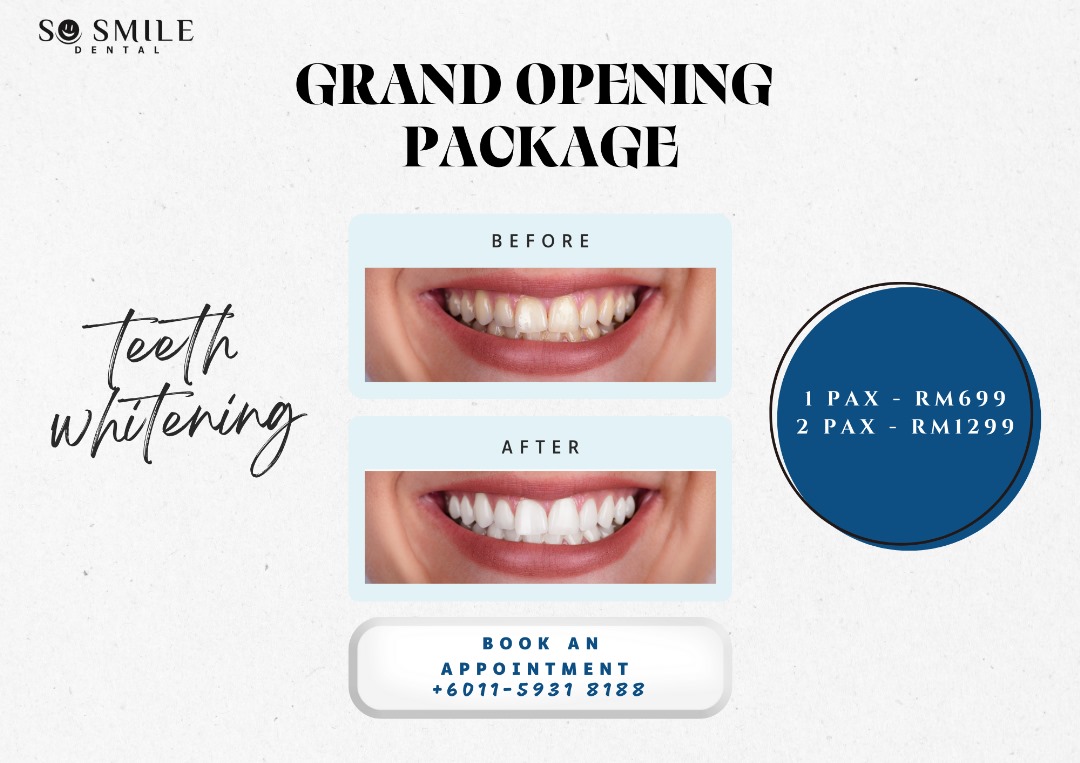 SO SMILE
DENTAL
GRAND OPENING
PACKAGE
teeth
whitening
BEFORE
AFTER
1 PAX - RM699
2 PAX - RM1299
BOOK AN
APPOINTMENT
+6011-5931 8188